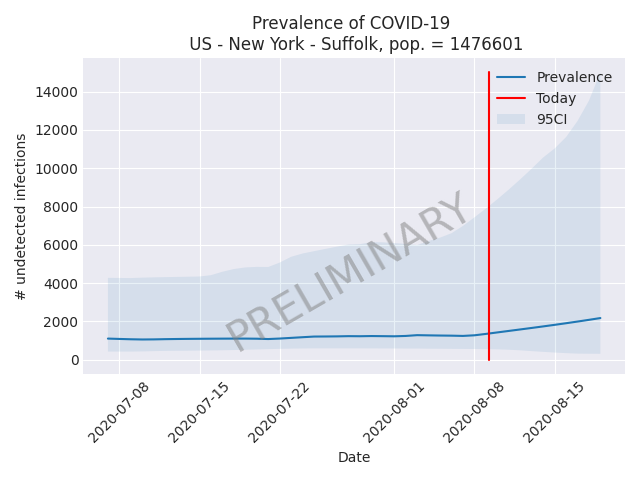 Prevalence of COVID-19
US - New York - Suffolk, pop. = 1476601
Prevalence
Today
95CI
# undetected infections
14000
12000
10000
8000
6000
4000
2000
0
PRELIMINARY
2020-07-08
2020-07-15
2020-07-22
2020-08-01
2020-08-08
2020-08-15
Date